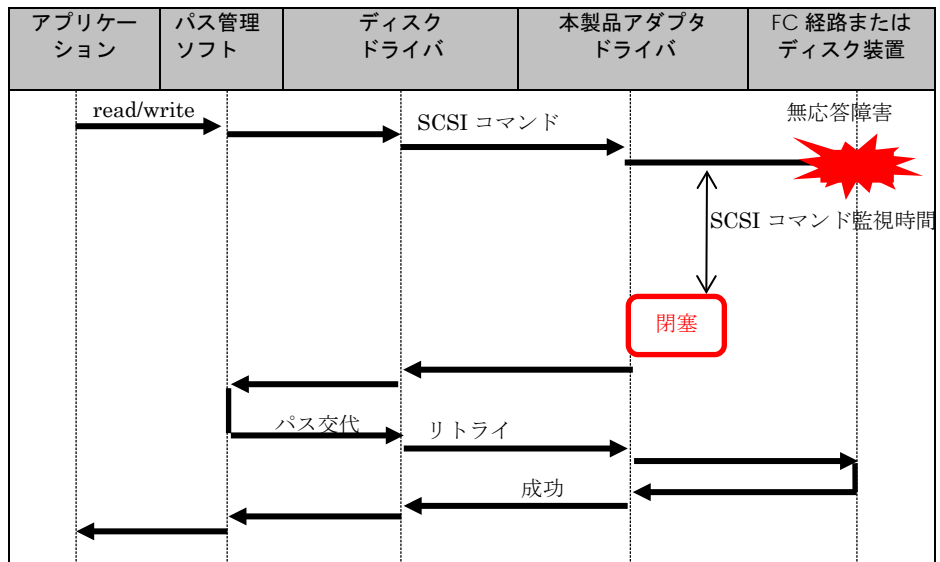 アプリケー
ション
パス管理
ソフト
ディスク
ドライバ
本製品アダプタ
ドライバ
FC 経路または
ディスク装置
read/write
SCSI コマンド
無応答障害
SCSI コマンド監視時間
閉塞
パス交代
リトライ
成功